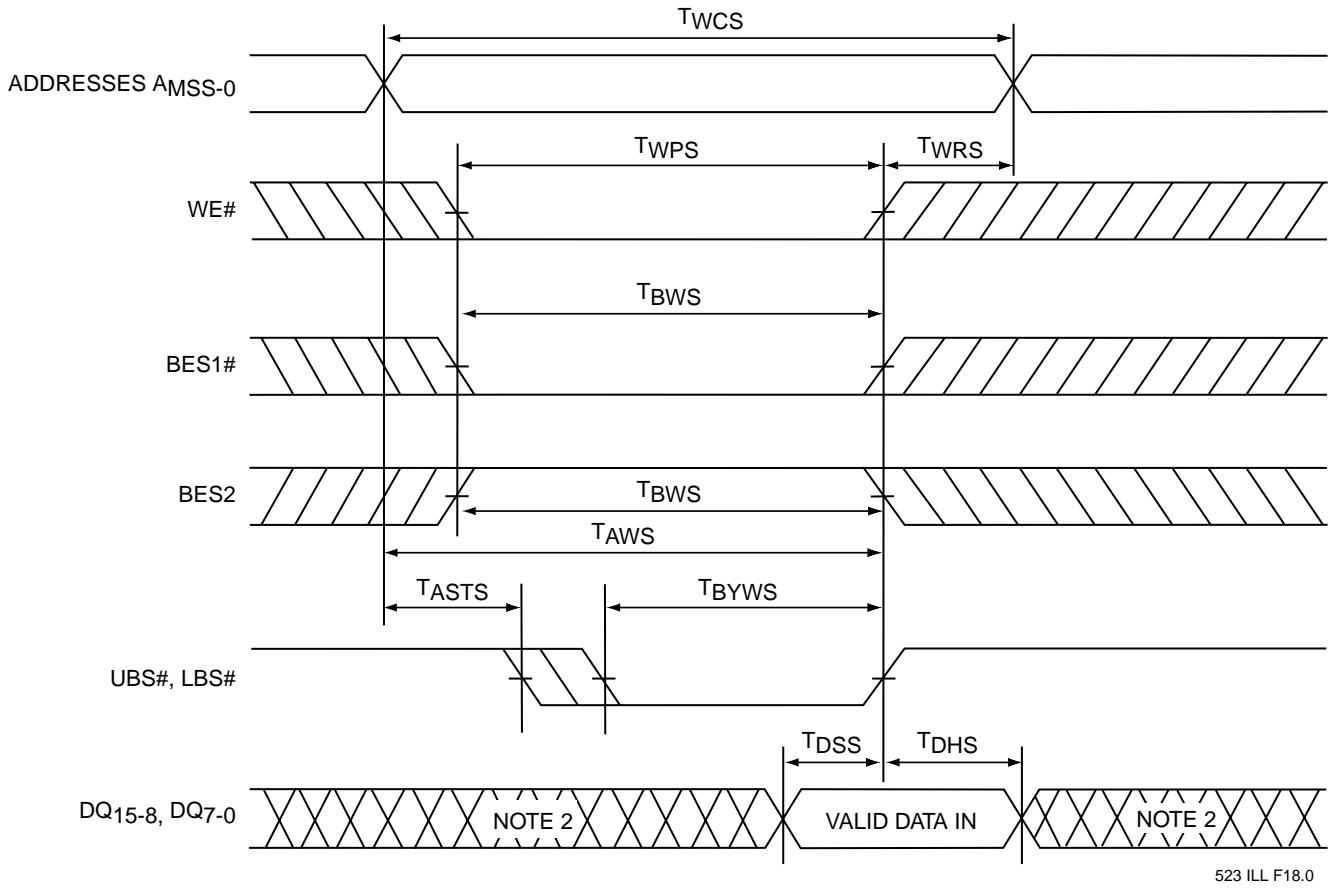 TWCS
ADDRESSES AMSS-0
TWPS
TWRS
WE#
TBWS
BES1#
BES2
TBWS
TAWS
TASTS
TBYWS
UBS#, LBS#
TDSS
TDHS
DQ15-8, DQ7-0
NOTE 2
VALID DATA IN
NOTE 2
523 ILL F18.0